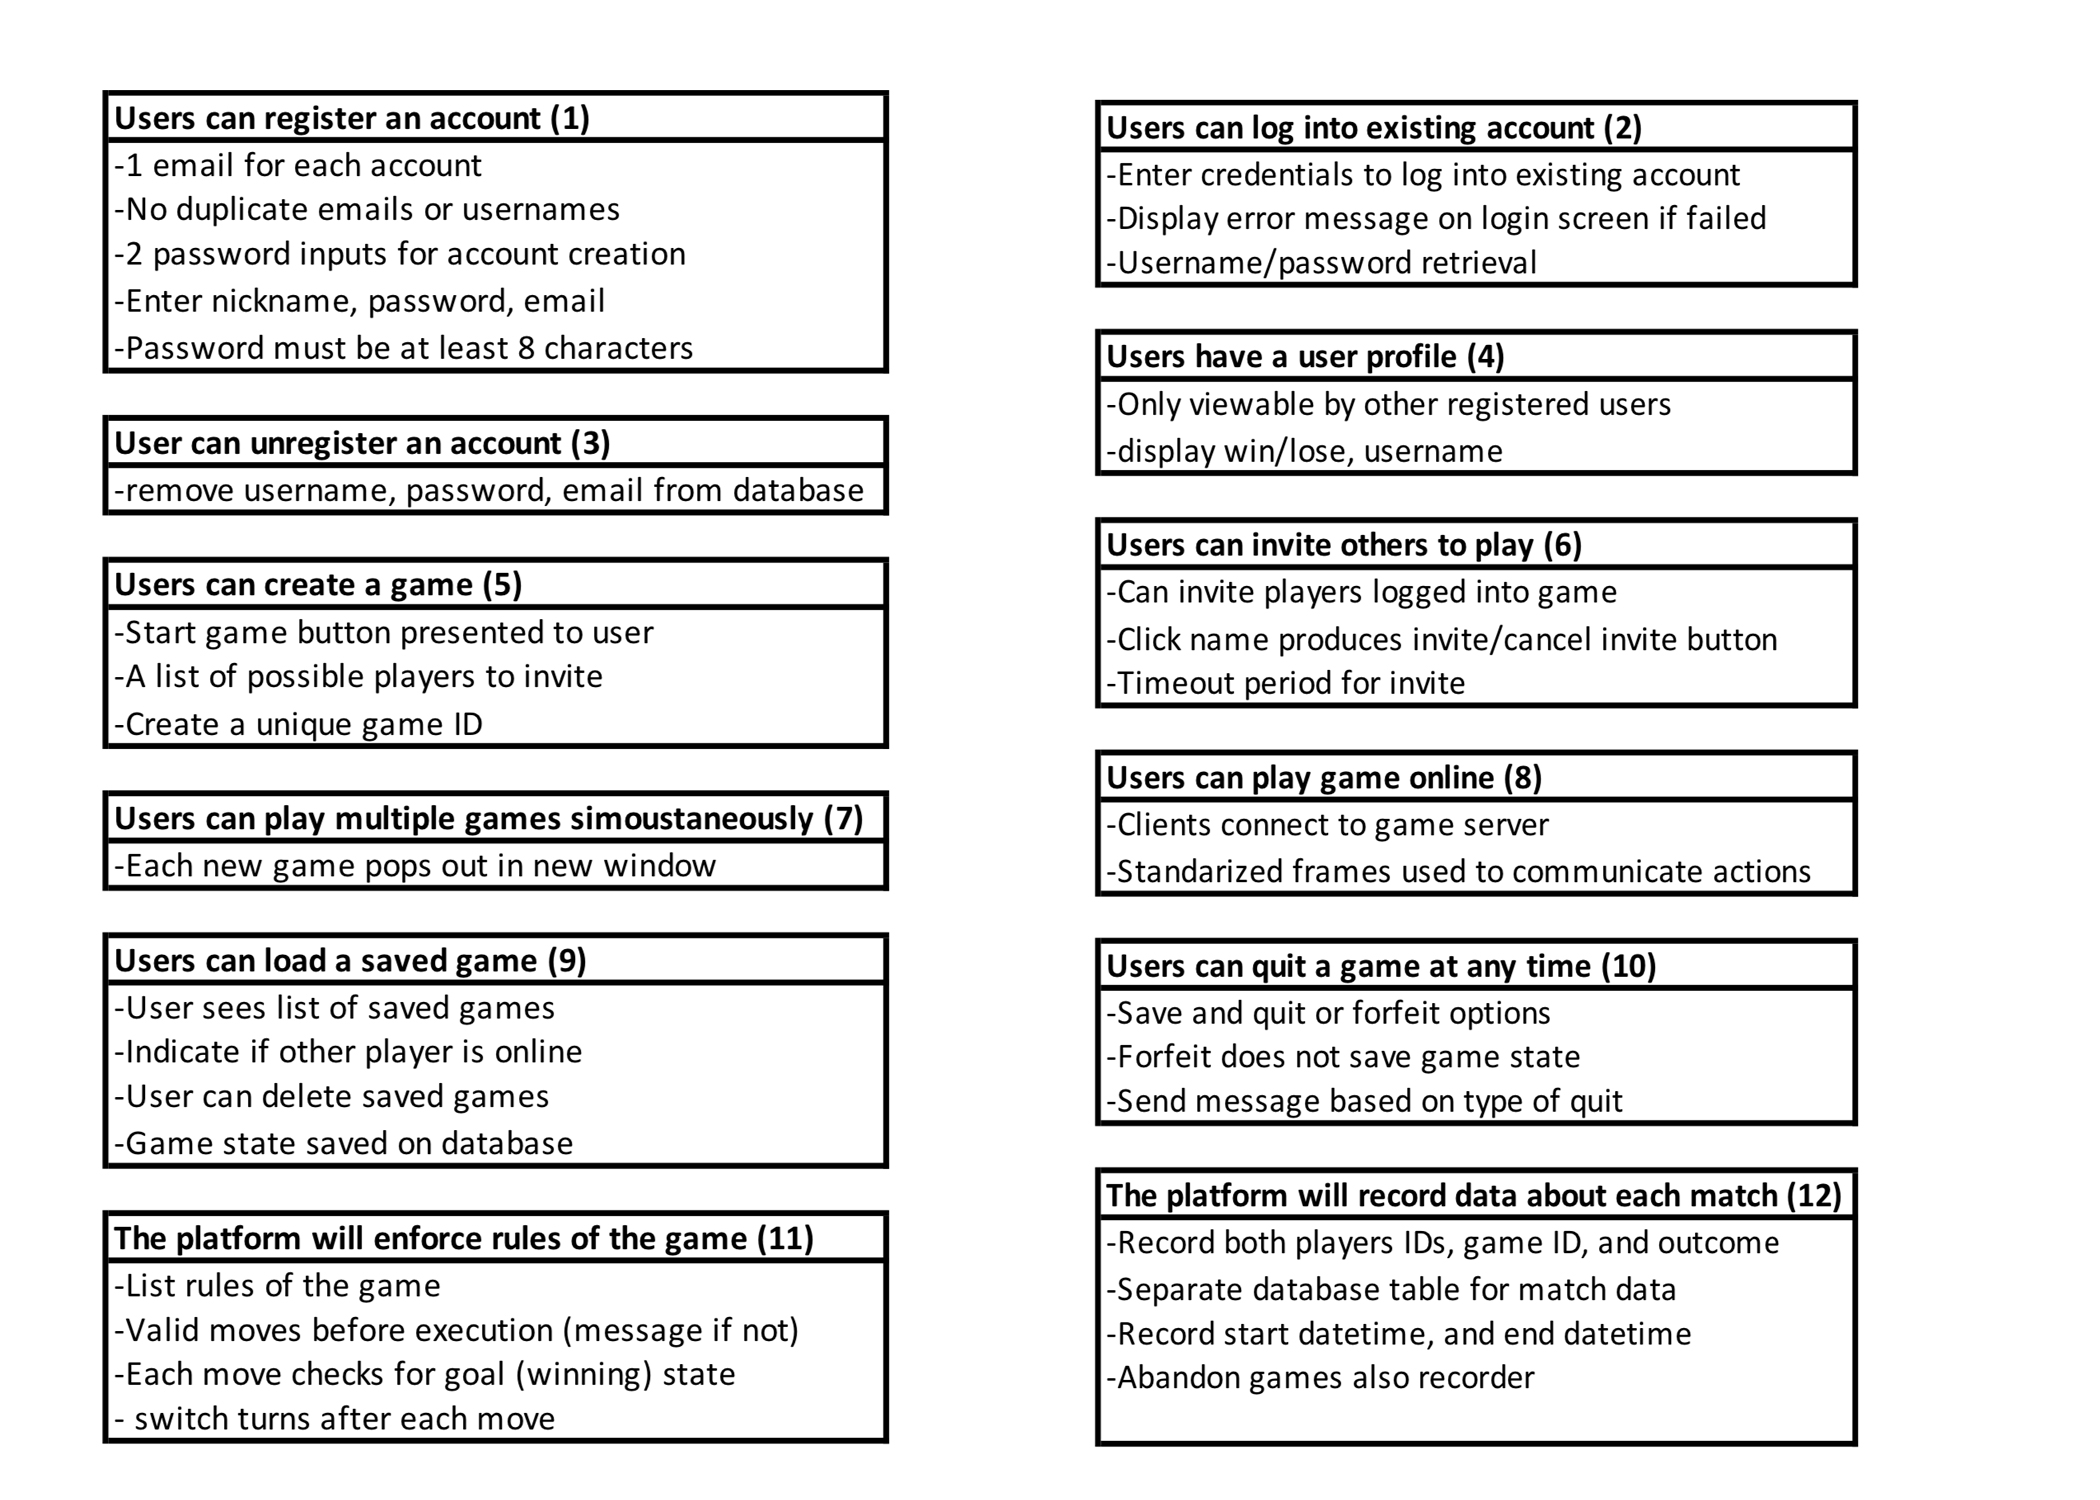 Users can register an account (1)
-1 email for each account
-No duplicate emails or usernames
-2 password inputs for account creation
-Enter nickname, password, email
-Password must be at least 8 characters
Users can log into existing account (2)
-Enter credentials to log into existing account
-Display error message on login screen if failed
-Username/password retrieval
User can unregister an account (3)
-remove username, password, email from database
Users have a user profile (4)
-Only viewable by other registered users
-display win/lose, username
Users can create a game (5)
-Start game button presented to user
-A list of possible players to invite
-Create a unique game ID
Users can invite others to play (6)
-Can invite players logged into game
-Click name produces invite/cancel invite button
-Timeout period for invite
Users can play multiple games simoustaneously (7)
-Each new game pops out in new window
Users can play game online (8)
-Clients connect to game server
-Standarized frames used to communicate actions
Users can load a saved game (9)
-User sees list of saved games
-Indicate if other player is online
-User can delete saved games
-Game state saved on database
Users can quit a game at any time (10)
-Save and quit or forfeit options
-Forfeit does not save game state
-Send message based on type of quit
The platform will enforce rules of the game (11)
-List rules of the game
-Valid moves before execution (message if not)
-Each move checks for goal (winning) state
- switch turns after each move
The platform will record data about each match (12)
-Record both players IDs, game ID, and outcome
-Separate database table for match data
-Record start datetime, and end datetime
-Abandon games also recorder